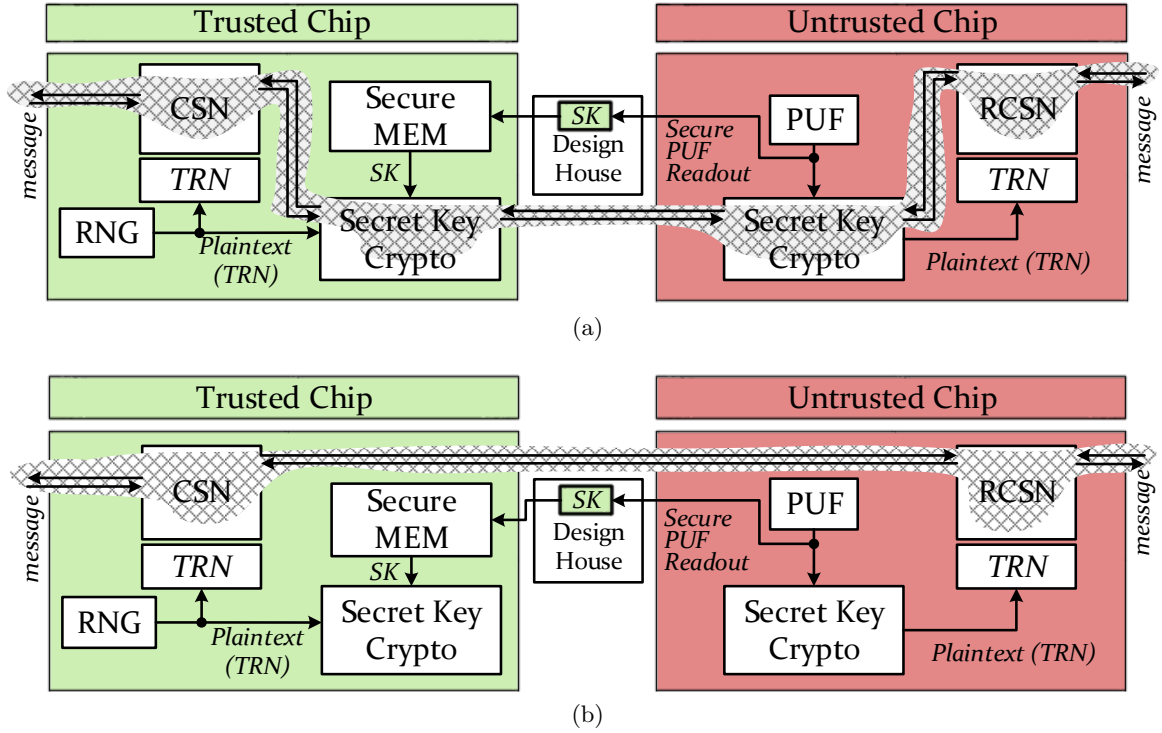 Trusted Chip
Untrusted Chip
message
CSN
TRN
RNG
Plaintext
(TRN)
Secure
MEM
SK
Secret Key
Crypto
SK
Design
House
Secure
PUF
Readout
PUF
Secret Key
Crypto
RCSN
TRN
Plaintext (TRN)
message
(a)
Trusted Chip
Untrusted Chip
message
CSN
TRN
RNG
Plaintext
(TRN)
Secure
MEM
SK
Secret Key
Crypto
SK
Design
House
Secure
PUF
Readout
PUF
Secret Key
Crypto
RCSN
TRN
Plaintext (TRN)
message
(b)